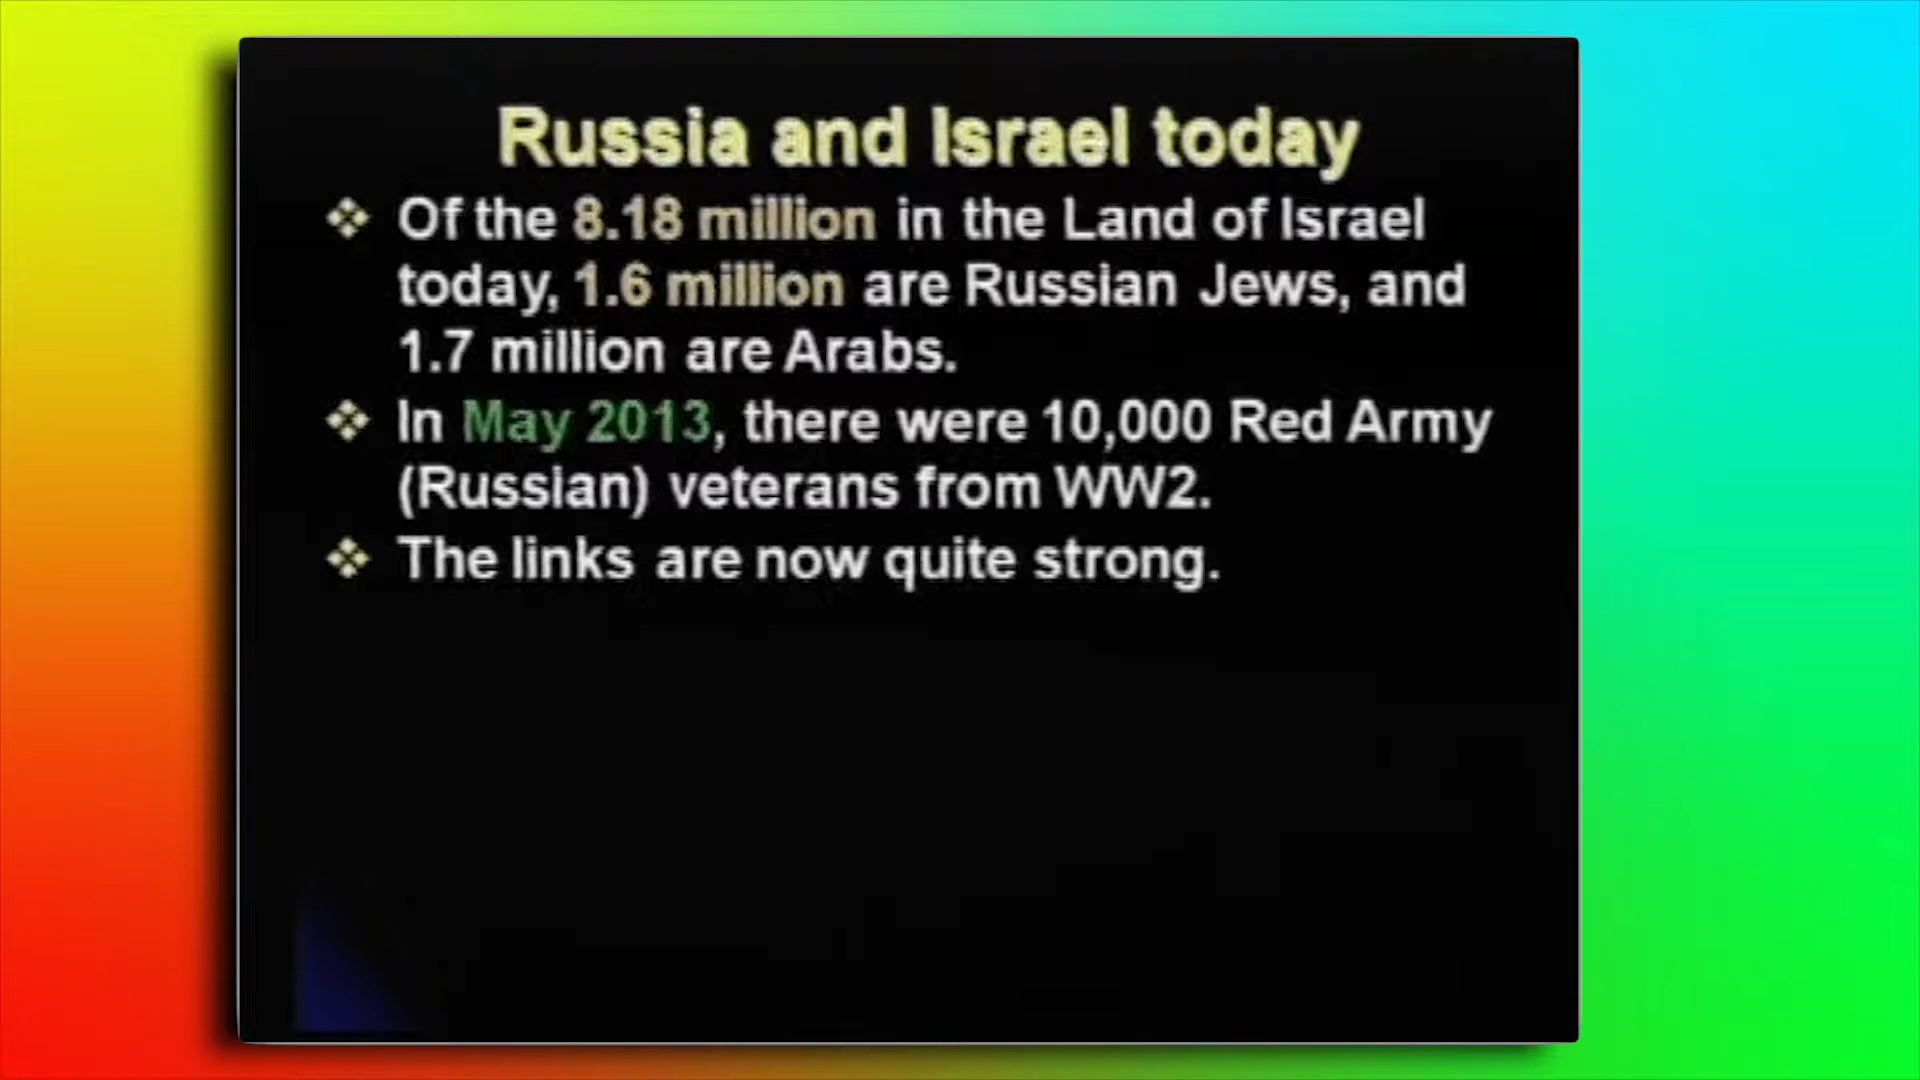 Russia and Israel today
❖ Of the 8.18 million in the Land of Israel
today, 1.6 million are Russian Jews, and
1.7 million are Arabs.
❖ In May 2013, there were 10,000 Red Army
(Russian) veterans from WW2.
❖ The links are now quite strong.